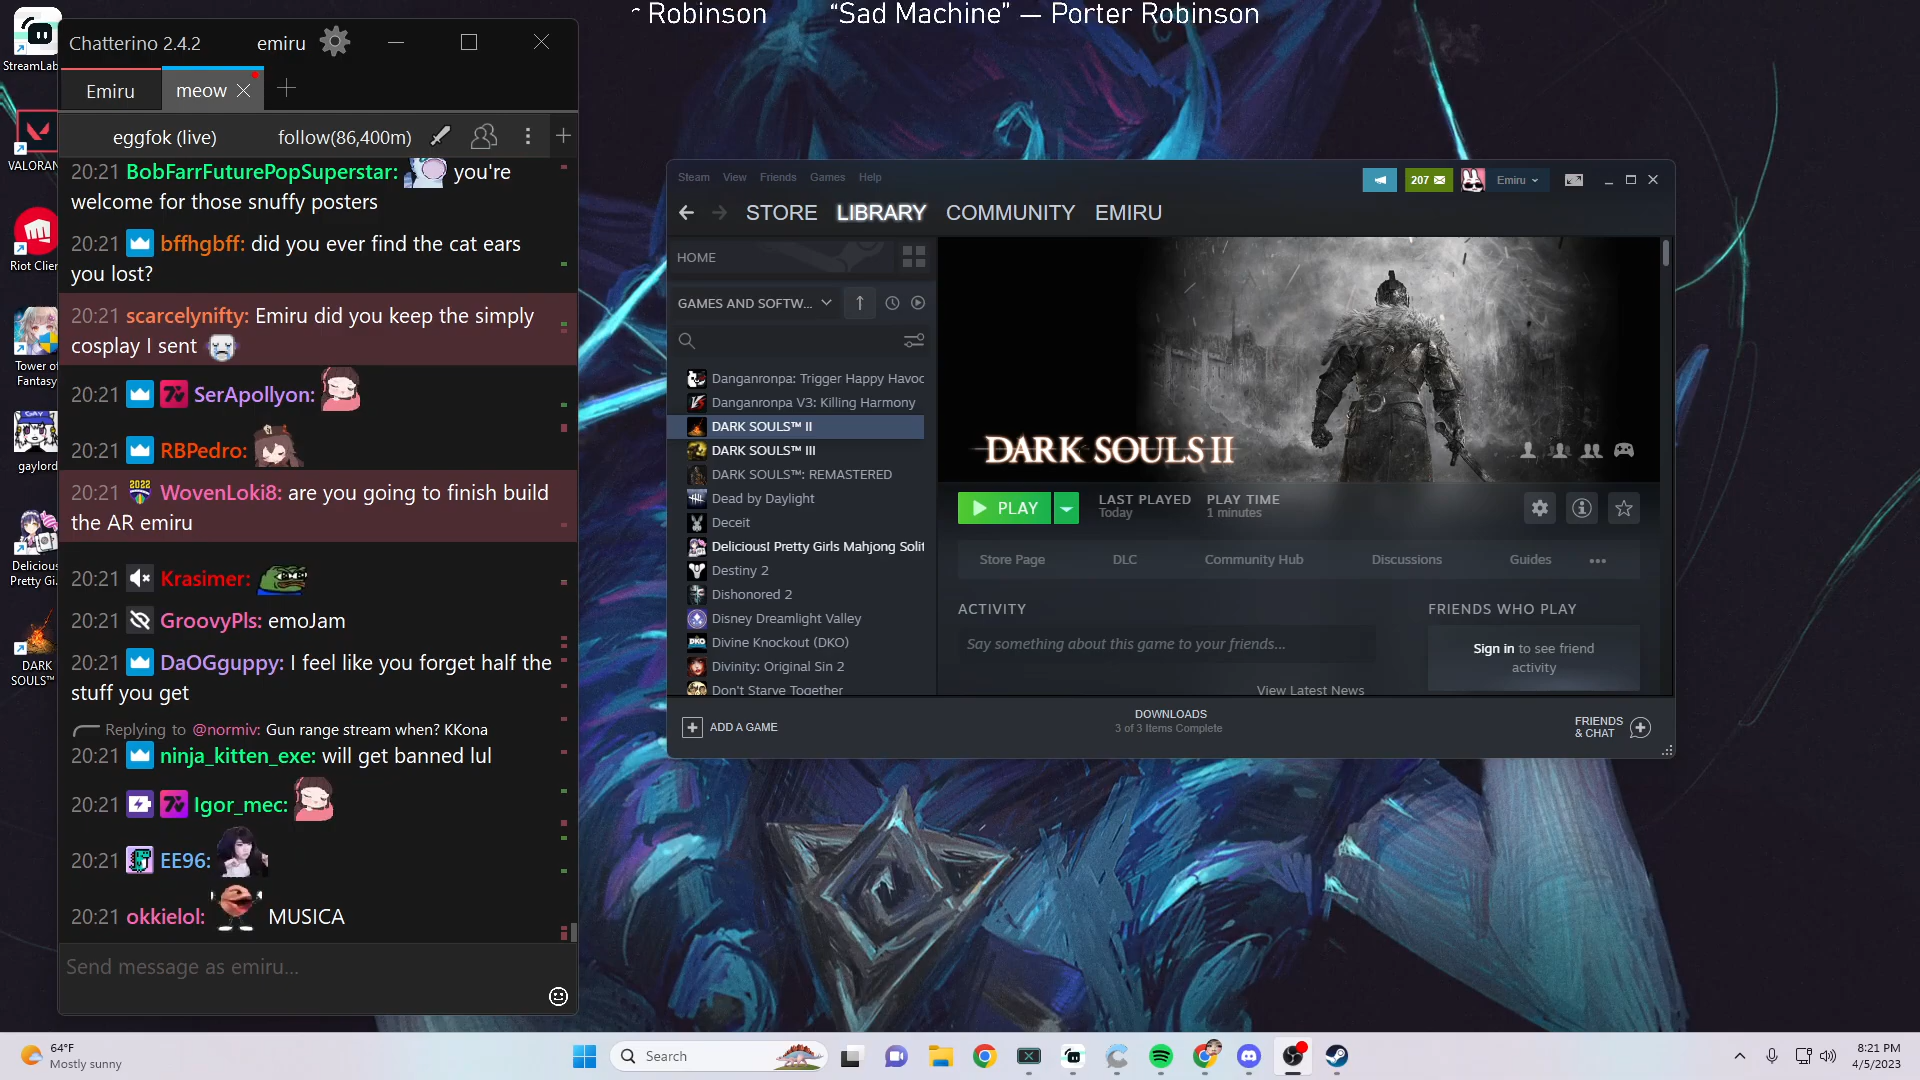 r Robinson “Sad Machine” — Porter Robinson
StreamLab
VALORAN
Riot Clien
Tower of
Fantasy
gaylord
Delicious
Pretty Gi...
DARK
SOULS™
Chatterino 2.4.2 emiru
Emiru meow
eggfok (live) follow(86,400m)
20:21 BobFarrFuturePopSuperstar: you're
welcome for those snuffy posters
20:21 bffhgbff: did you ever find the cat ears
you lost?
20:21 scarcelynifty: Emiru did you keep the simply
cosplay I sent
20:21 SerApollyon:
20:21 RBPedro:
20:21 WovenLoki8: are you going to finish build
the AR emiru
20:21 Krasimer:
20:21 GroovyPls: emoJam
20:21 DaOGguppy: I feel like you forget half the
stuff you get
Replying to @normiv: Gun range stream when? KKona
20:21 ninja_kitten_exe: will get banned lul
20:21 Igor_mec:
20:21 EE96:
20:21 okkielol: MUSICA
Send message as emiru...
Steam View Friends Games Help
207 Emiru
STORE LIBRARY COMMUNITY EMIRU
HOME
GAMES AND SOFTW...
Danganronpa: Trigger Happy Havoc
Danganronpa V3: Killing Harmony
DARK SOULS™ II
DARK SOULS™ III
DARK SOULS™: REMASTERED
Dead by Daylight
Deceit
Delicious! Pretty Girls Mahjong Solit
Destiny 2
Dishonored 2
Disney Dreamlight Valley
Divine Knockout (DKO)
Divinity: Original Sin 2
Don't Starve Together
DARK SOULS II
PLAY
LAST PLAYED
Today
PLAY TIME
1 minutes
Store Page DLC Community Hub Discussions Guides
ACTIVITY
Say something about this game to your friends...
View Latest News
FRIENDS WHO PLAY
Sign in to see friend
activity
ADD A GAME
DOWNLOADS
3 of 3 Items Complete
FRIENDS
& CHAT
64°F
Mostly sunny
Search
8:21 PM
4/5/2023